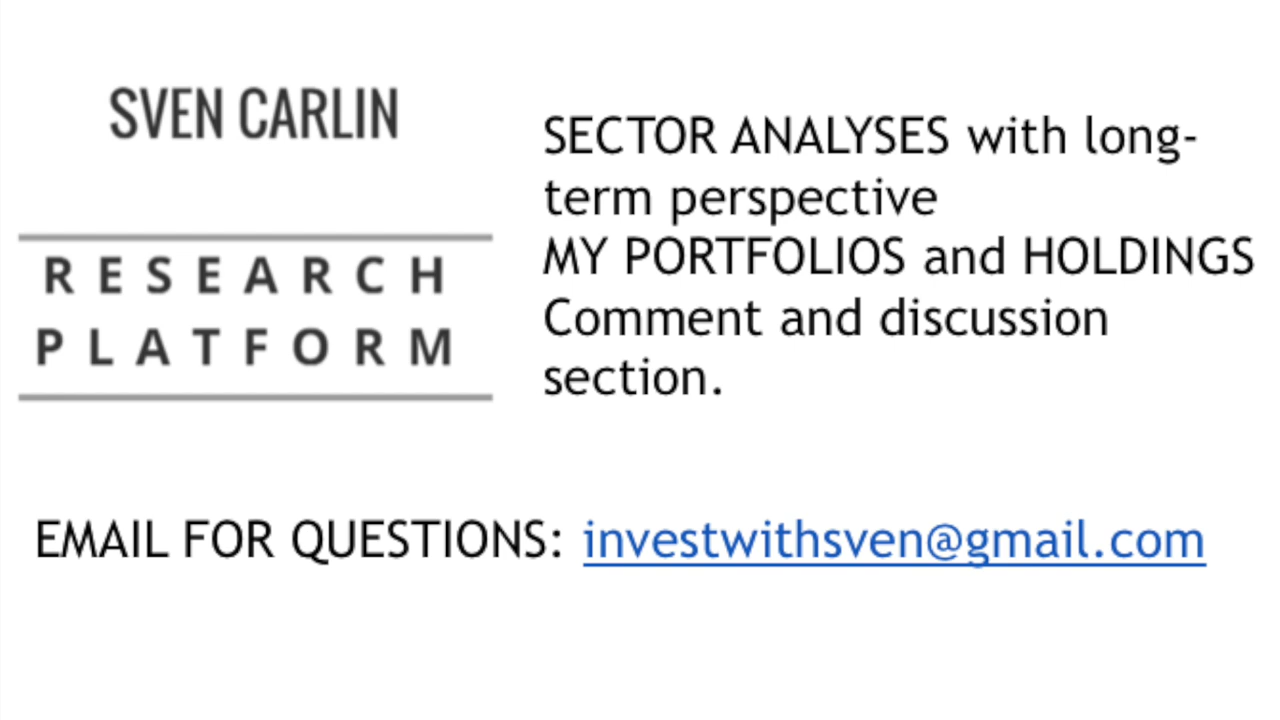 SVEN CARLIN
RESEARCH
PLATFORM
SECTOR ANALYSES with long-
term perspective
MY PORTFOLIOS and HOLDINGS
Comment and discussion
section.
EMAIL FOR QUESTIONS: investwithsven@gmail.com